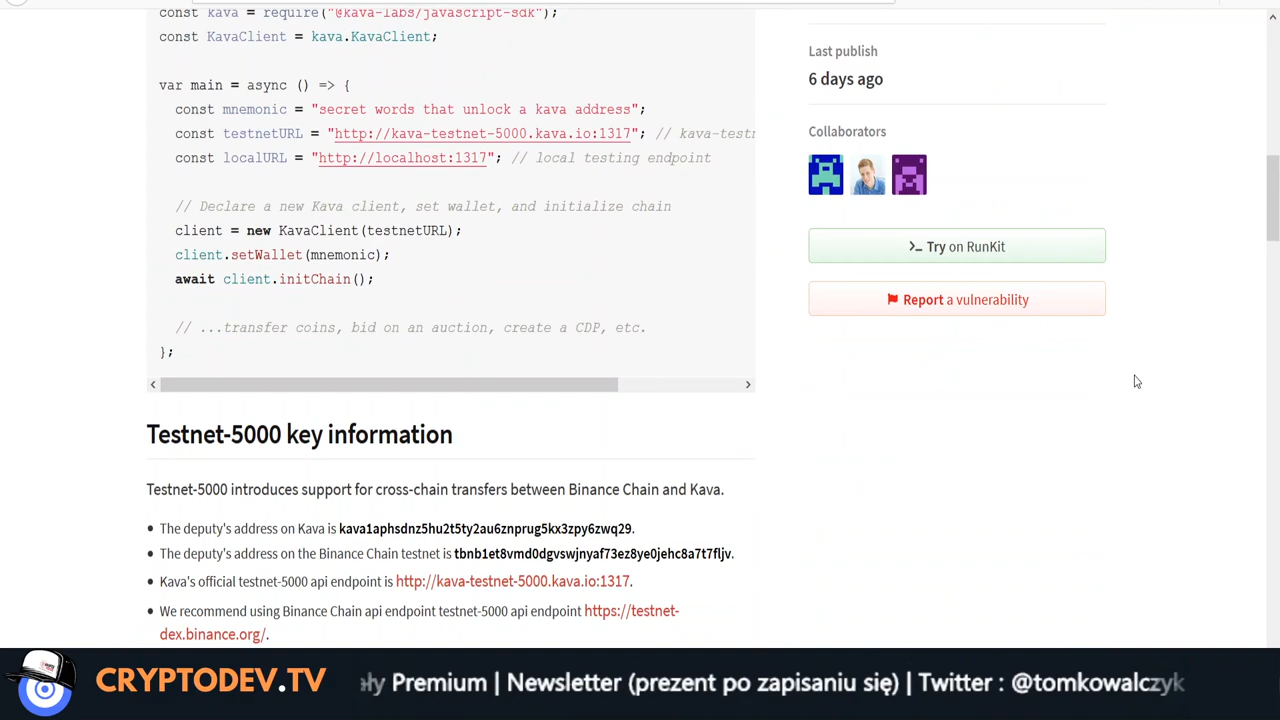 const kava = require("@kava-labs/javascript-sdk");
const KavaClient = kava.KavaClient;
var main = async () => {
const mnemonic = "secret words that unlock a kava address";
const testnetURL = "http://kava-testnet-5000.kava.io:1317"; // kava-testn
const localURL = "http://localhost:1317"; // local testing endpoint
// Declare a new Kava client, set wallet, and initialize chain
client = new KavaClient(testnetURL);
client.setWallet(mnemonic);
await client.initChain();
// ...transfer coins, bid on an auction, create a CDP, etc.
};
Testnet-5000 key information
Testnet-5000 introduces support for cross-chain transfers between Binance Chain and Kava.
• The deputy's address on Kava is kava1aphsdnz5hu2t5ty2au6znprug5kx3zpy6zwq29.
• The deputy's address on the Binance Chain testnet is tbnb1et8vmd0dgvswjnyaf73ez8ye0jehc8a7t7fljv.
• Kava's official testnet-5000 api endpoint is http://kava-testnet-5000.kava.io:1317.
• We recommend using Binance Chain api endpoint testnet-5000 api endpoint https://testnet-
dex.binance.org/.
Last publish
6 days ago
Collaborators
Try on RunKit
Report a vulnerability
CRYPTODEV.TV
ły Premium | Newsletter (prezent po zapisaniu się) | Twitter : @tomkowalczyk